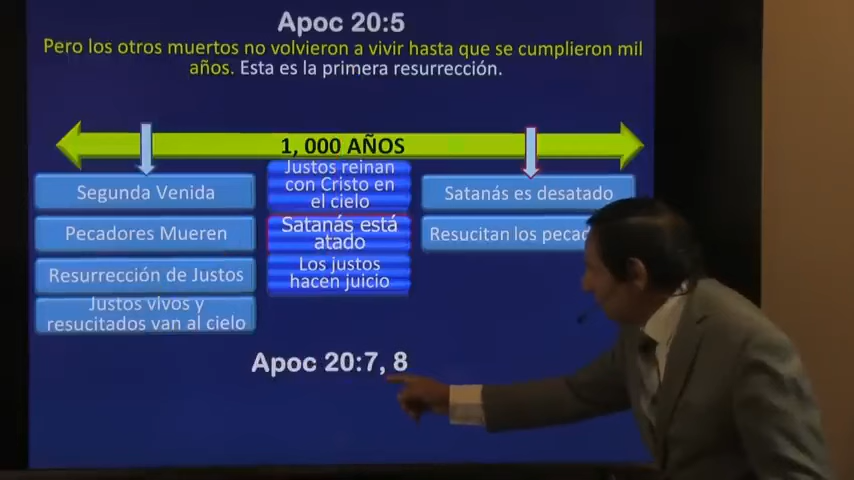 Apoc 20:5
Pero los otros muertos no volvieron a vivir hasta que se cumplieron mil
años. Esta es la primera resurrección.
1, 000 AÑOS
Segunda Venida
Pecadores Mueren
Resurrección de Justos
Justos vivos y
resucitados van al cielo
Justos reinan
con Cristo en
el cielo
Satanás está
atado
Los justos
hacen juicio
Satanás es desatado
Resucitan los
Apoc 20:7, 8